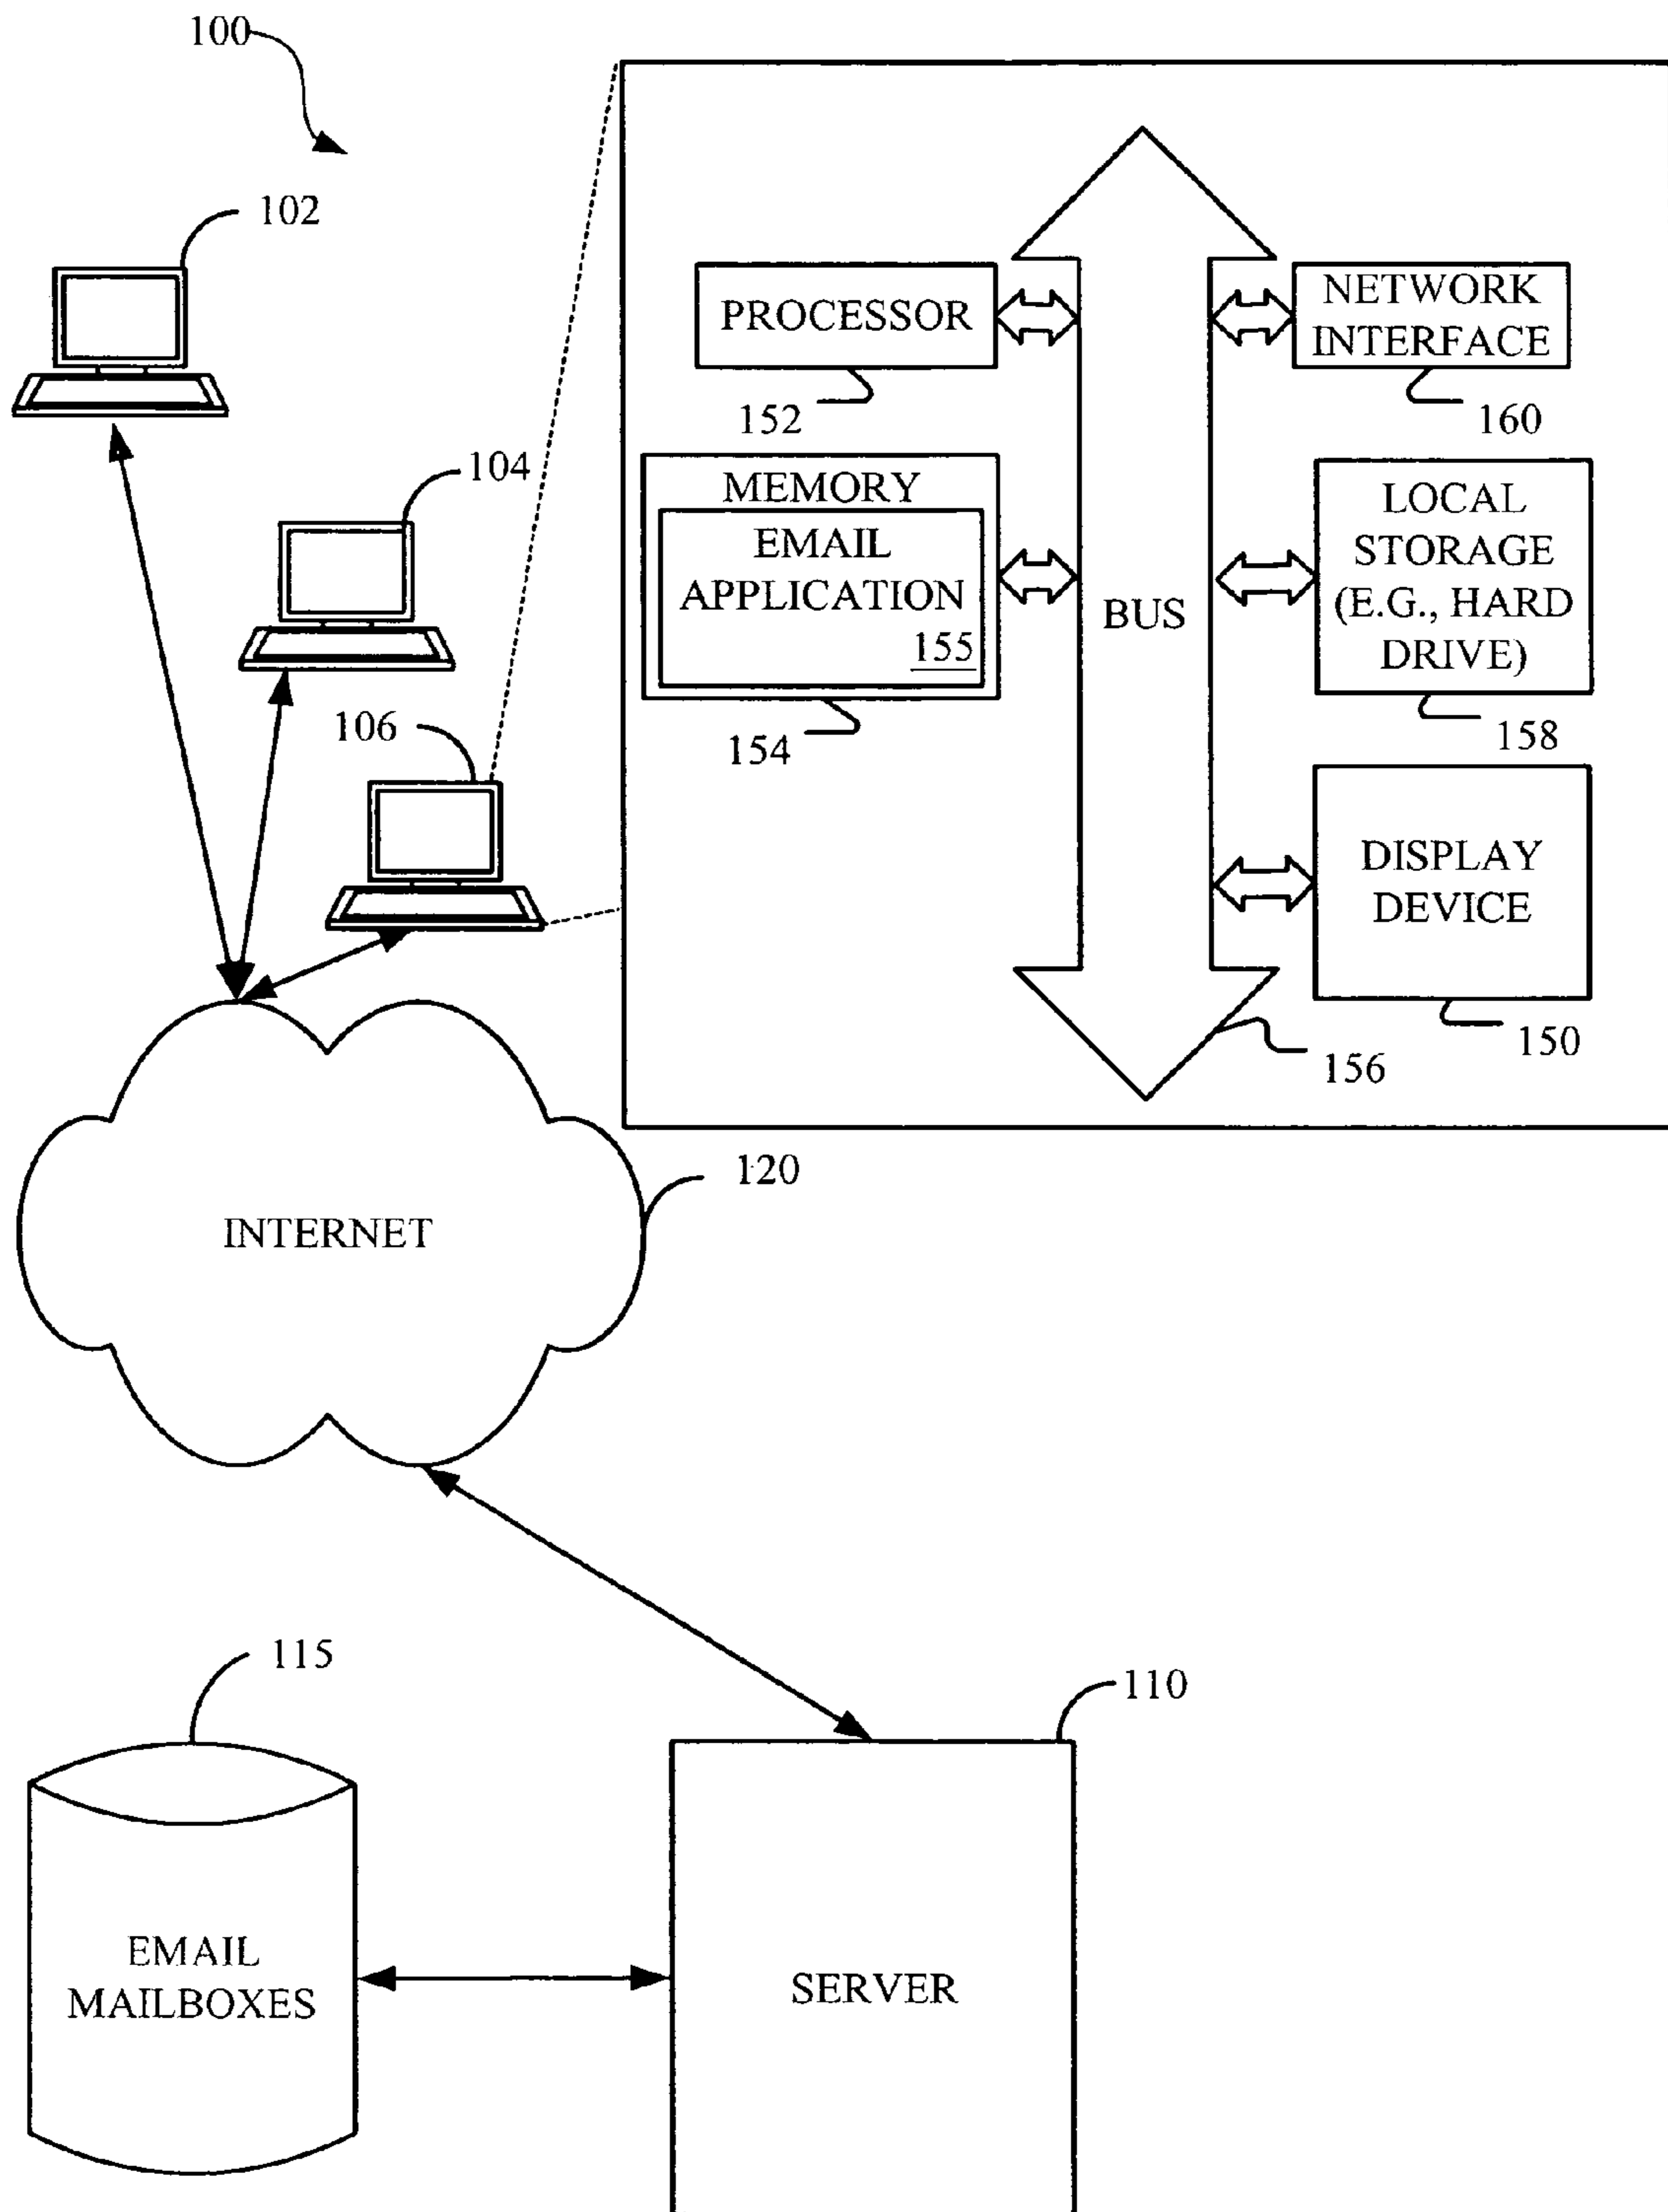 100
102
104
106
PROCESSOR
152
NETWORK
INTERFACE
160
MEMORY
EMAIL
APPLICATION
155
154
BUS
LOCAL
STORAGE
(E.G., HARD
DRIVE)
158
DISPLAY
DEVICE
150
156
120
INTERNET
115
110
EMAIL
MAILBOXES
SERVER